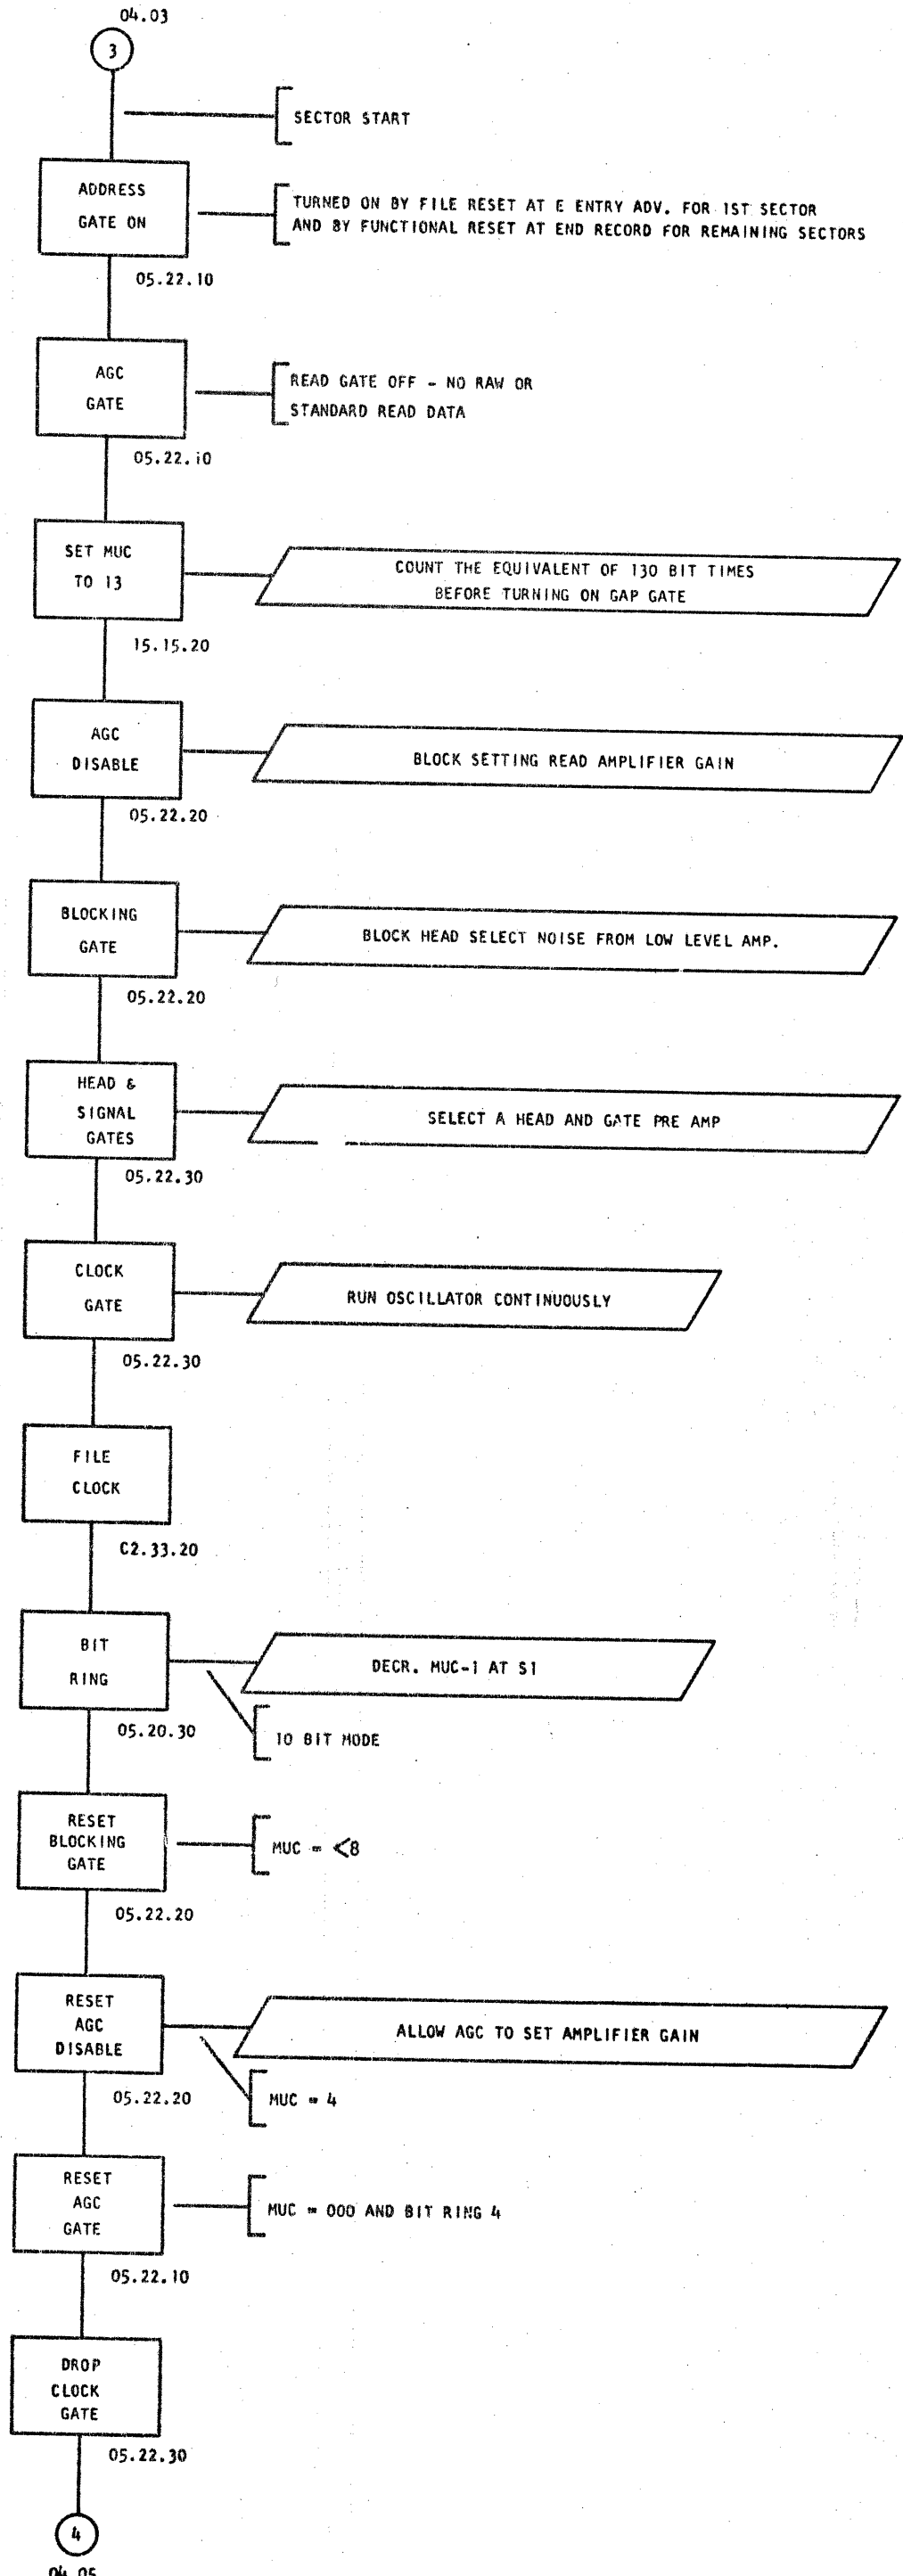 04.03
3
SECTOR START
ADDRESS
GATE ON
TURNED ON BY FILE RESET AT E ENTRY ADV. FOR 1ST SECTOR
AND BY FUNCTIONAL RESET AT END RECORD FOR REMAINING SECTORS
05.22.10
AGC
GATE
READ GATE OFF - NO RAW OR
STANDARD READ DATA
05.22.10
SET MUC
TO 13
COUNT THE EQUIVALENT OF 130 BIT TIMES
BEFORE TURNING ON GAP GATE
15.15.20
AGC
DISABLE
BLOCK SETTING READ AMPLIFIER GAIN
05.22.20
BLOCKING
GATE
BLOCK HEAD SELECT NOISE FROM LOW LEVEL AMP.
05.22.20
HEAD &
SIGNAL
GATES
SELECT A HEAD AND GATE PRE AMP
05.22.30
CLOCK
GATE
RUN OSCILLATOR CONTINUOUSLY
05.22.30
FILE
CLOCK
C2.33.20
BIT
RING
DECR. MUC-1 AT S1
05.20.30
10 BIT MODE
RESET
BLOCKING
GATE
MUC = <8
05.22.20
RESET
AGC
DISABLE
ALLOW AGC TO SET AMPLIFIER GAIN
05.22.20
MUC = 4
RESET
AGC
GATE
MUC = 000 AND BIT RING 4
05.22.10
DROP
CLOCK
GATE
05.22.30
4
04.05